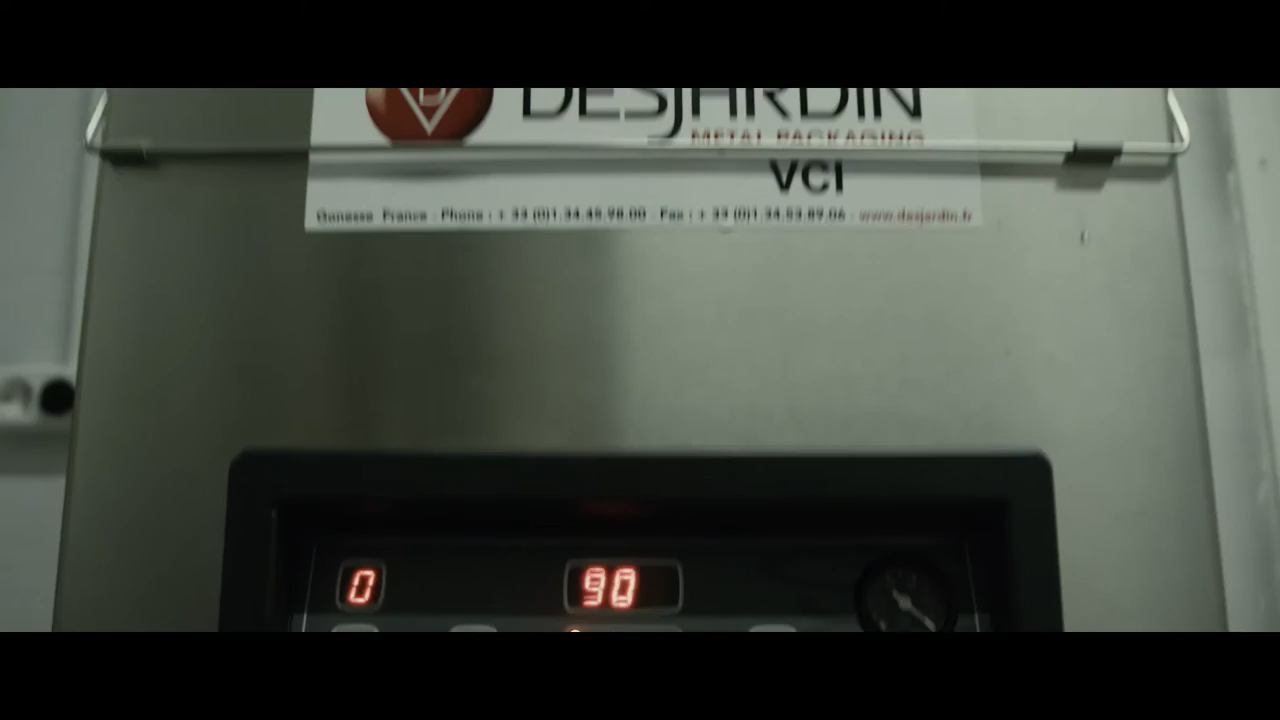 DESJARDIN
METAL PACKAGING
VCI
Gonesse France - Phone : + 33 (0)1.34.45.98.00 - Fax : + 33 (0)1.34.53.89.06 - www.desjardin.fr
0
90